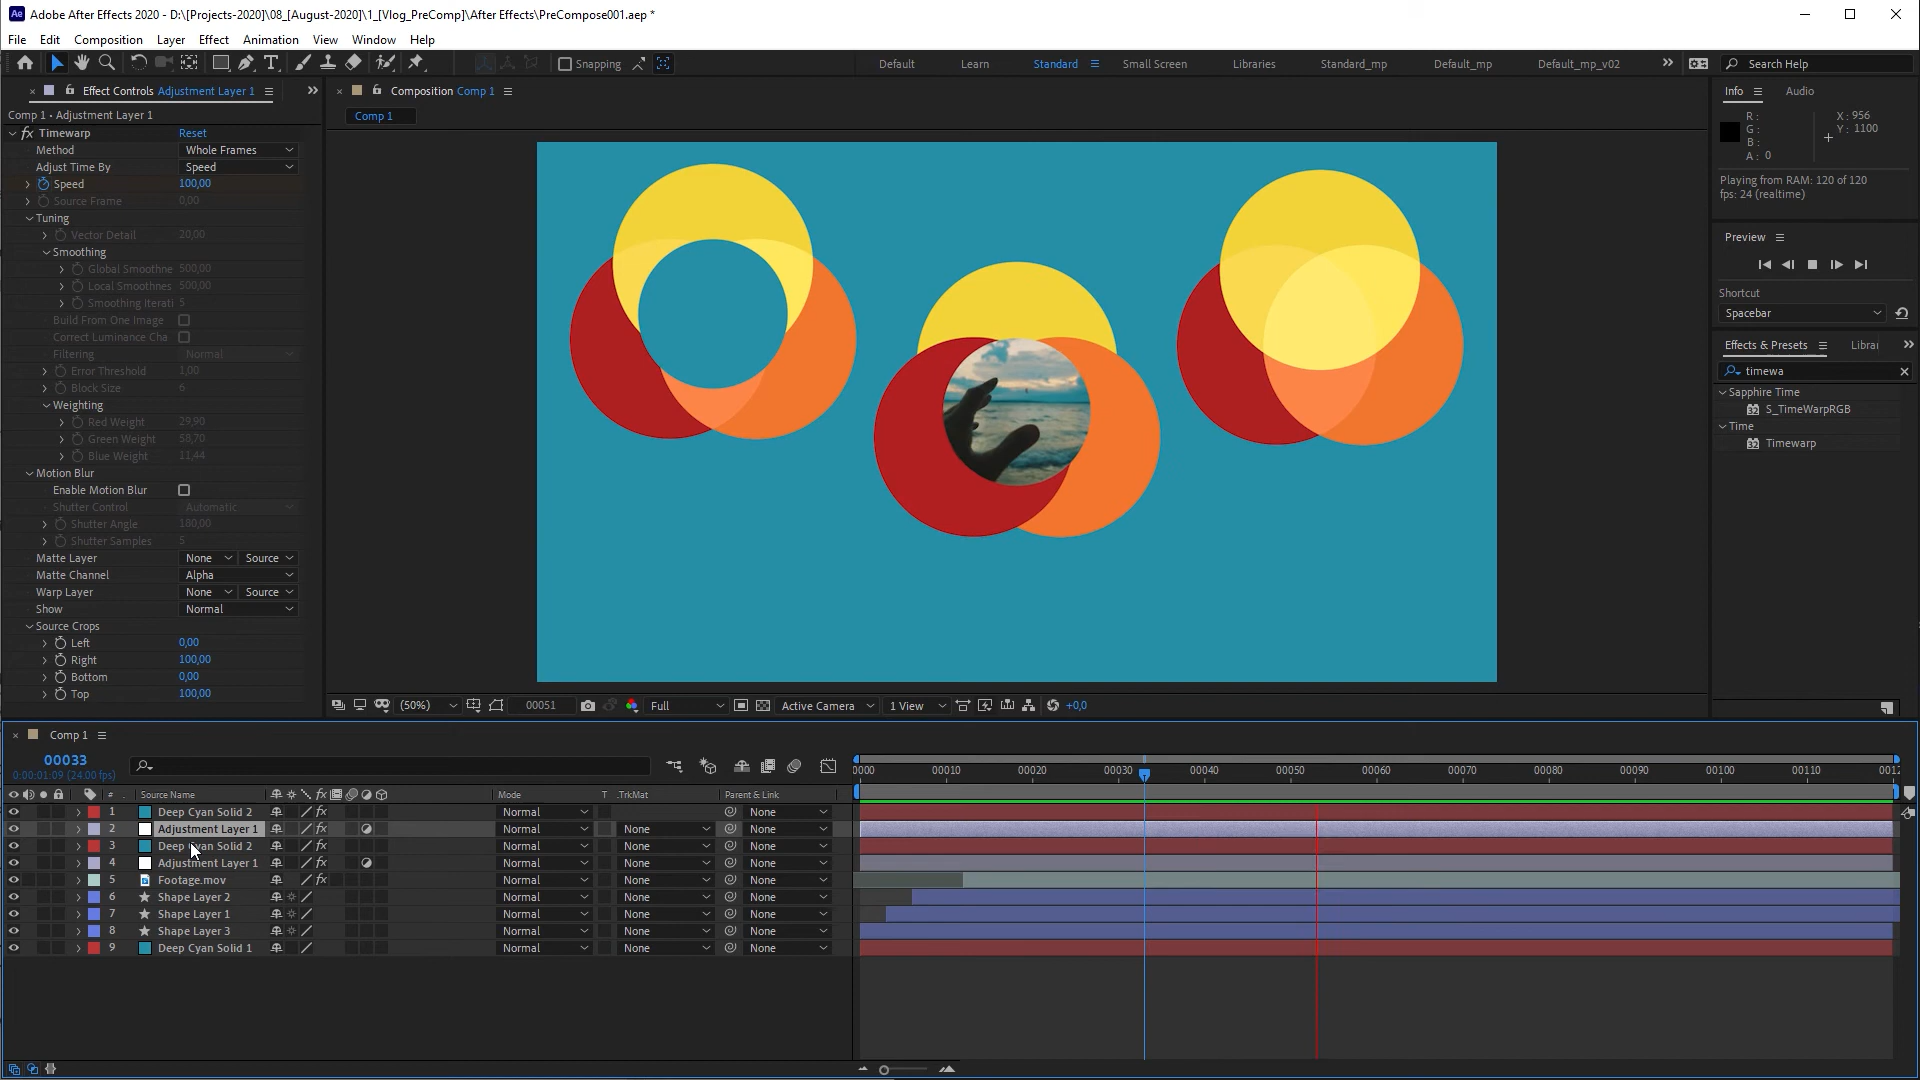 Adobe After Effects 2020 - D:\[Projects-2020]\08_[August-2020]\1_[Vlog_PreComp]\After Effects\PreCompose001.aep *
File Edit Composition Layer Effect Animation View Window Help
Snapping Default Learn Standard Small Screen Libraries Standard_mp Default_mp Default_mp_v02 Search Help
Effect Controls Adjustment Layer 1
Comp 1 • Adjustment Layer 1
fx Timewarp Reset
Method Whole Frames
Adjust Time By Speed
Speed 100,00
Source Frame 0,00
Tuning
Vector Detail 20,00
Smoothing
Global Smoothne 500,00
Local Smoothnes 500,00
Smoothing Iterati 5
Build From One Image
Correct Luminance Cha
Filtering Normal
Error Threshold 1,00
Block Size 6
Weighting
Red Weight 29,90
Green Weight 58,70
Blue Weight 11,44
Motion Blur
Enable Motion Blur
Shutter Control Automatic
Shutter Angle 180,00
Shutter Samples 5
Matte Layer None Source
Matte Channel Alpha
Warp Layer None Source
Show Normal
Source Crops
Left 0,00
Right 100,00
Bottom 0,00
Top 100,00
Composition Comp 1
Comp 1
(50%) 00051 Full Active Camera 1 View +0,0
Info Audio
R :
G :
B :
A : 0
X : 956
Y : 1100
Playing from RAM: 120 of 120
fps: 24 (realtime)
Preview
Shortcut
Spacebar
Effects & Presets Librar
timewa
Sapphire Time
S_TimeWarpRGB
Time
Timewarp
Comp 1
00033
0:00:01:09 (24.00 fps)
# Source Name fx Mode T .TrkMat Parent & Link
0000 00010 00020 00030 00040 00050 00060 00070 00080 00090 00100 00110 0012
1 Deep Cyan Solid 2 fx Normal None
2 Adjustment Layer 1 fx Normal None None
3 Deep Cyan Solid 2 fx Normal None None
4 Adjustment Layer 1 fx Normal None None
5 Footage.mov fx Normal None None
6 Shape Layer 2 Normal None None
7 Shape Layer 1 Normal None None
8 Shape Layer 3 Normal None None
9 Deep Cyan Solid 1 Normal None None